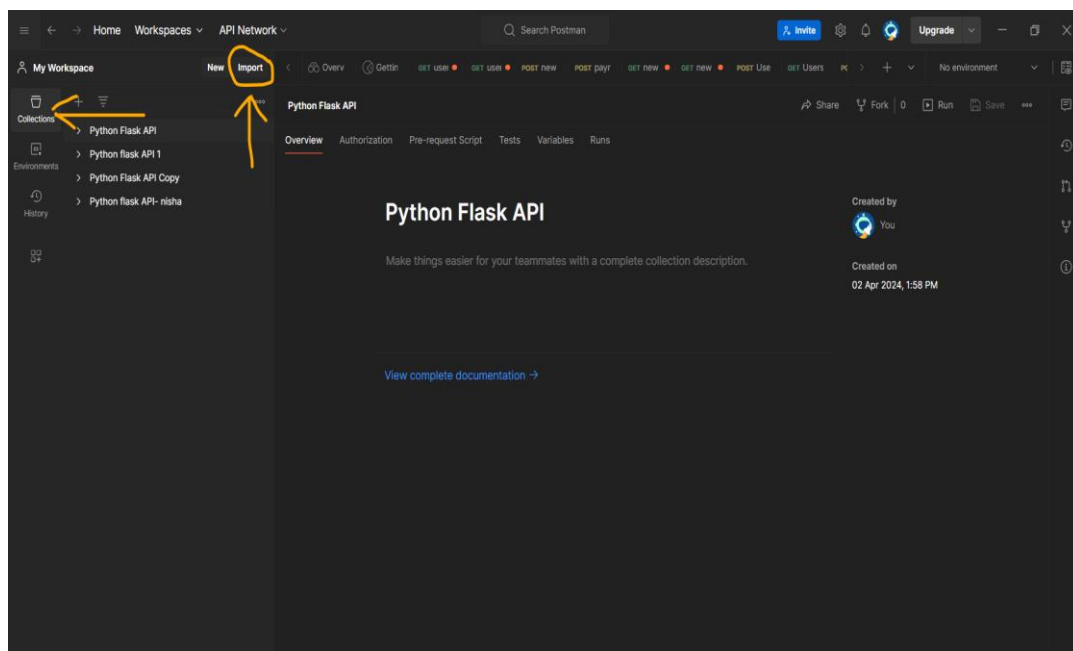 Home Workspaces API Network Search Postman Invite Upgrade
My Workspace New Import Overv Gettin GET user GET user POST new POST payr GET new GET new POST Use GET Users No environment
Collections
Python Flask API
Python flask API 1
Python Flask API Copy
Python flask API- nisha
Environments
History
Python Flask API Share Fork 0 Run Save
Overview Authorization Pre-request Script Tests Variables Runs
Python Flask API
Make things easier for your teammates with a complete collection description.
View complete documentation →
Created by
You
Created on
02 Apr 2024, 1:58 PM